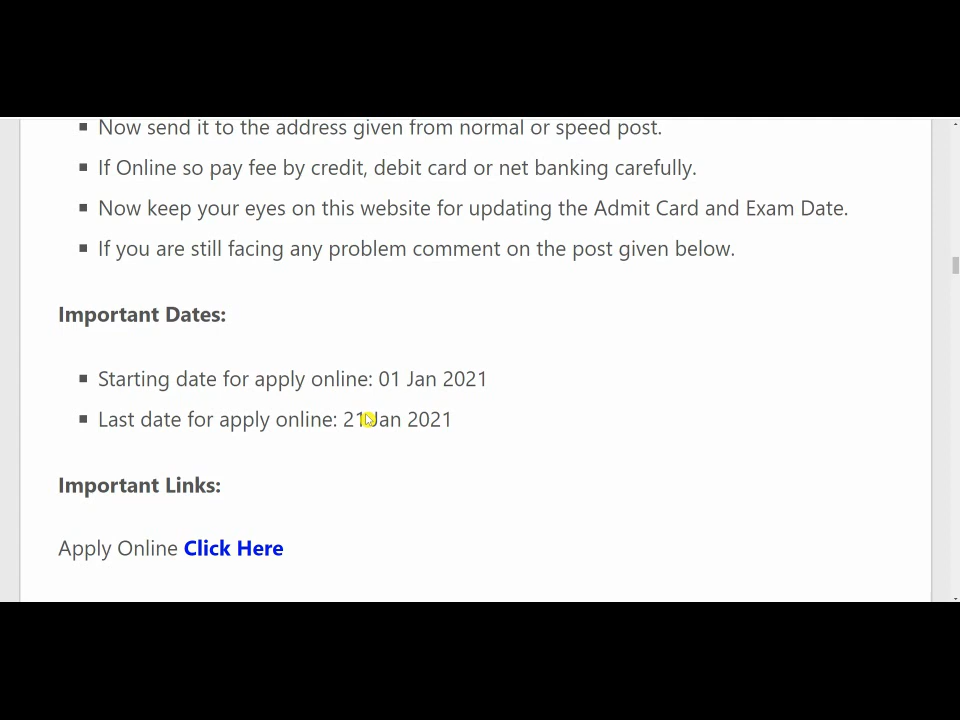 Now send it to the address given from normal or speed post.
If Online so pay fee by credit, debit card or net banking carefully.
Now keep your eyes on this website for updating the Admit Card and Exam Date.
If you are still facing any problem comment on the post given below.
Important Dates:
Starting date for apply online: 01 Jan 2021
Last date for apply online: 21 Jan 2021
Important Links:
Apply Online Click Here